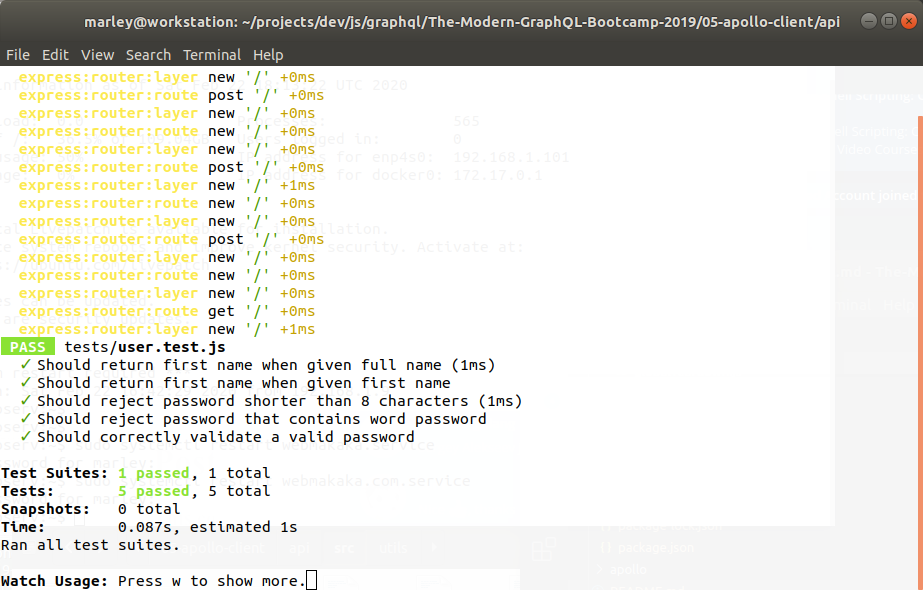 marley@workstation: ~/projects/dev/js/graphql/The-Modern-GraphQL-Bootcamp-2019/05-apollo-client/api
File Edit View Search Terminal Help
express:router:layer new '/' +0ms
express:router:route post '/' +0ms
express:router:layer new '/' +0ms
express:router:route new '/' +0ms
express:router:layer new '/' +0ms
express:router:route post '/' +0ms
express:router:layer new '/' +1ms
express:router:route new '/' +0ms
express:router:layer new '/' +0ms
express:router:route post '/' +0ms
express:router:layer new '/' +0ms
express:router:route new '/' +0ms
express:router:layer new '/' +0ms
express:router:route get '/' +0ms
express:router:layer new '/' +1ms
PASS tests/user.test.js
✓ Should return first name when given full name (1ms)
✓ Should return first name when given first name
✓ Should reject password shorter than 8 characters (1ms)
✓ Should reject password that contains word password
✓ Should correctly validate a valid password
Test Suites: 1 passed, 1 total
Tests: 5 passed, 5 total
Snapshots: 0 total
Time: 0.087s, estimated 1s
Ran all test suites.
Watch Usage: Press w to show more.